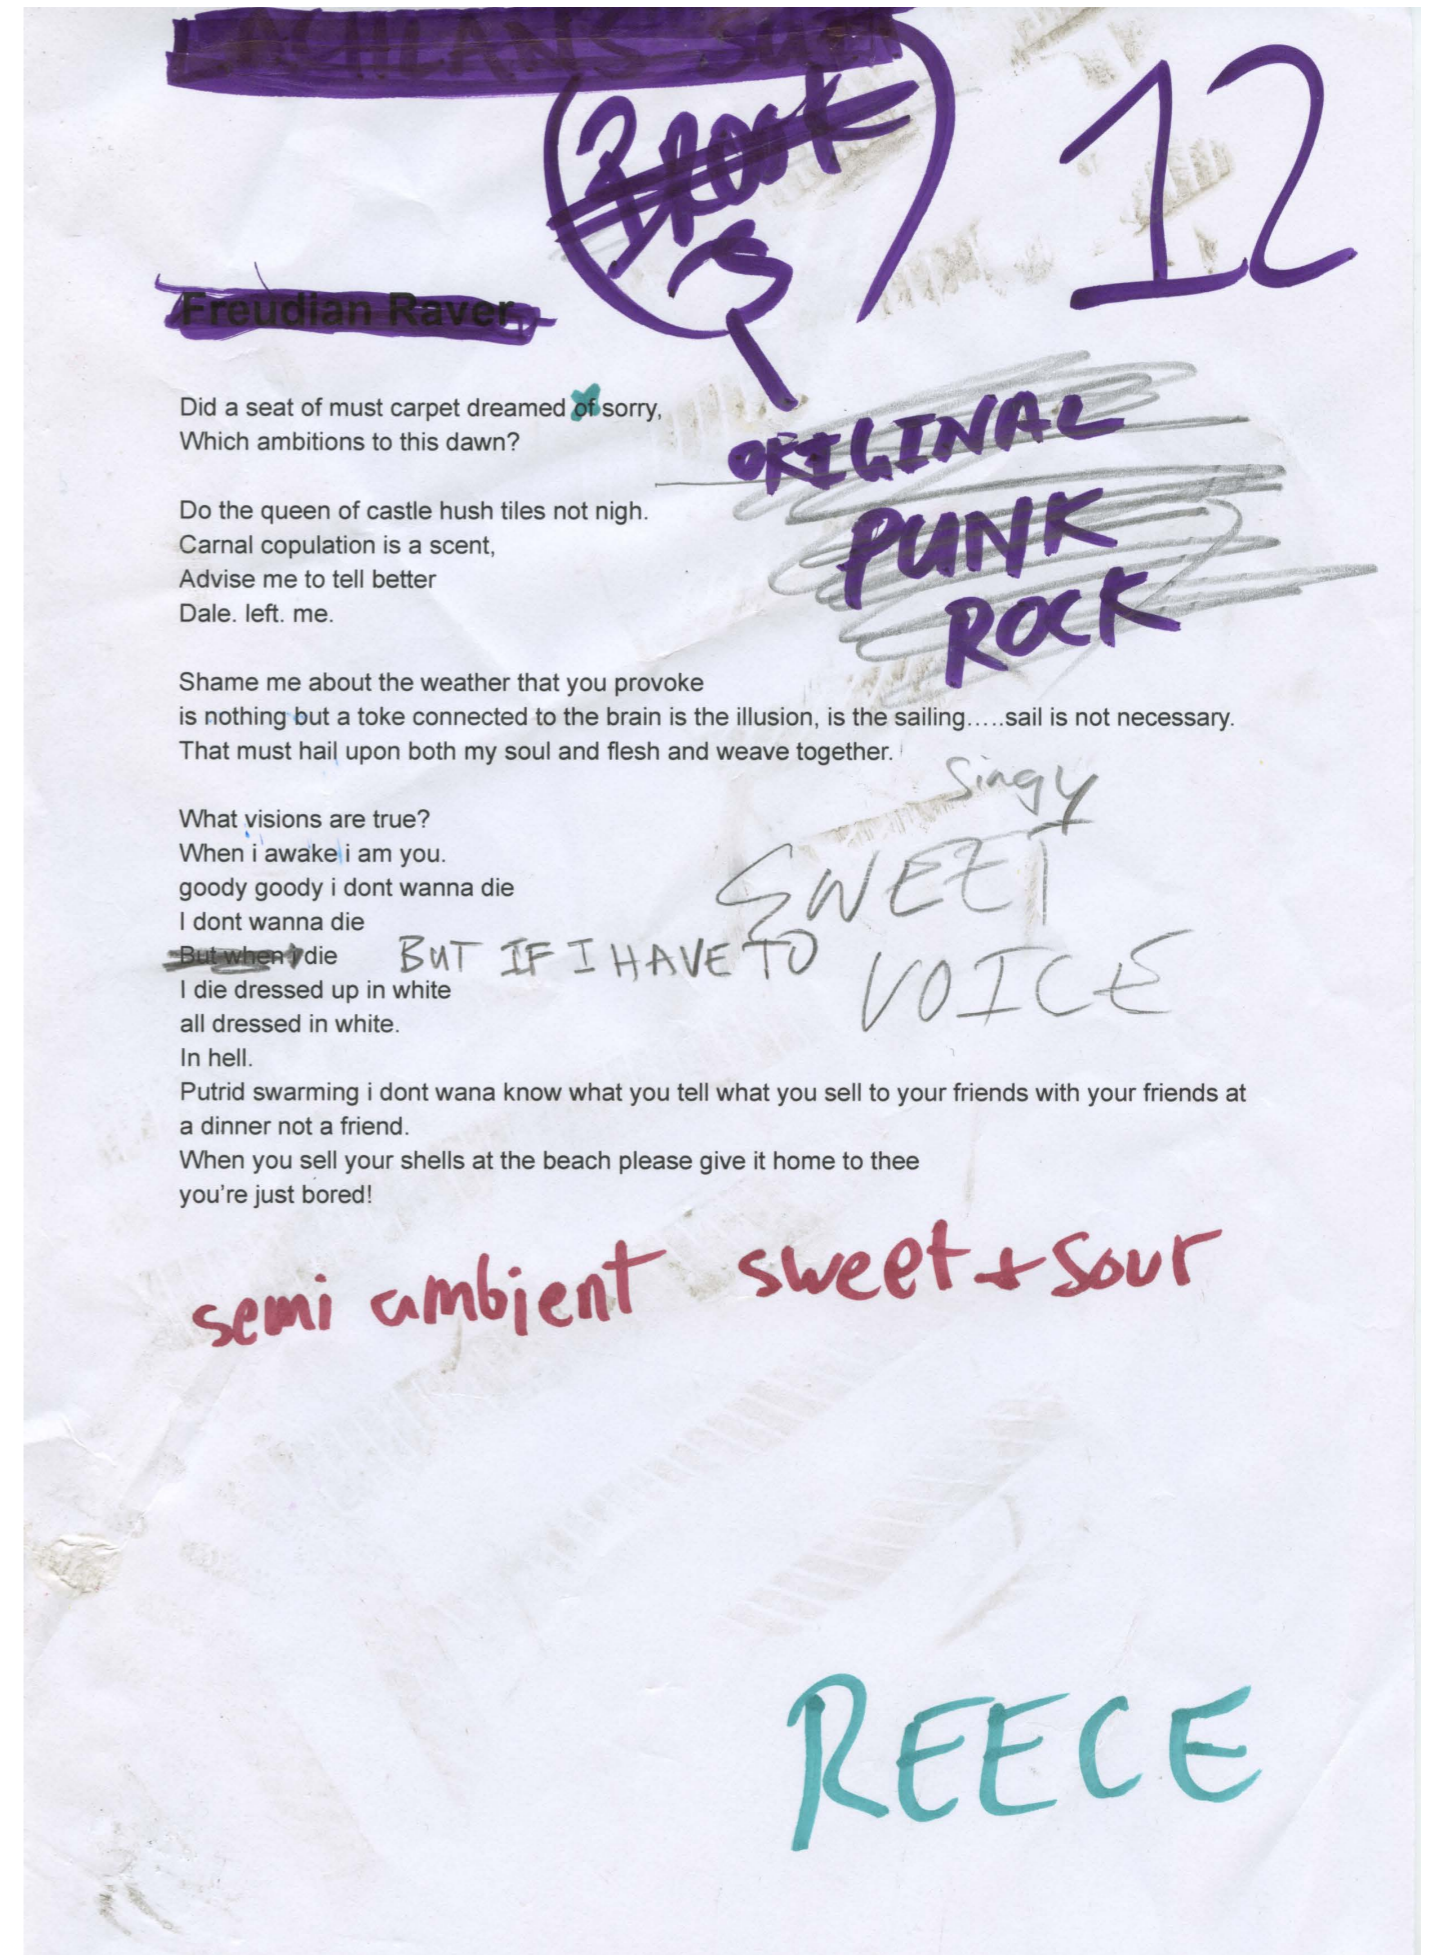 LACHLAN'S
BROCK
12
3
Freudian Raver
ORIGINAL
PUNK
ROCK
Did a seat of must carpet dreamed of sorry,
Which ambitions to this dawn?
Do the queen of castle hush tiles not nigh.
Carnal copulation is a scent,
Advise me to tell better
Dale. left. me.
Shame me about the weather that you provoke
is nothing but a toke connected to the brain is the illusion, is the sailing…..sail is not necessary.
That must hail upon both my soul and flesh and weave together.
Singy
SWEET
VOICE
What visions are true?
When i awake i am you.
goody goody i dont wanna die
I dont wanna die
But when i die BUT IF I HAVE TO
I die dressed up in white
all dressed in white.
In hell.
Putrid swarming i dont wana know what you tell what you sell to your friends with your friends at
a dinner not a friend.
When you sell your shells at the beach please give it home to thee
you're just bored!
semi ambient sweet + sour
REECE